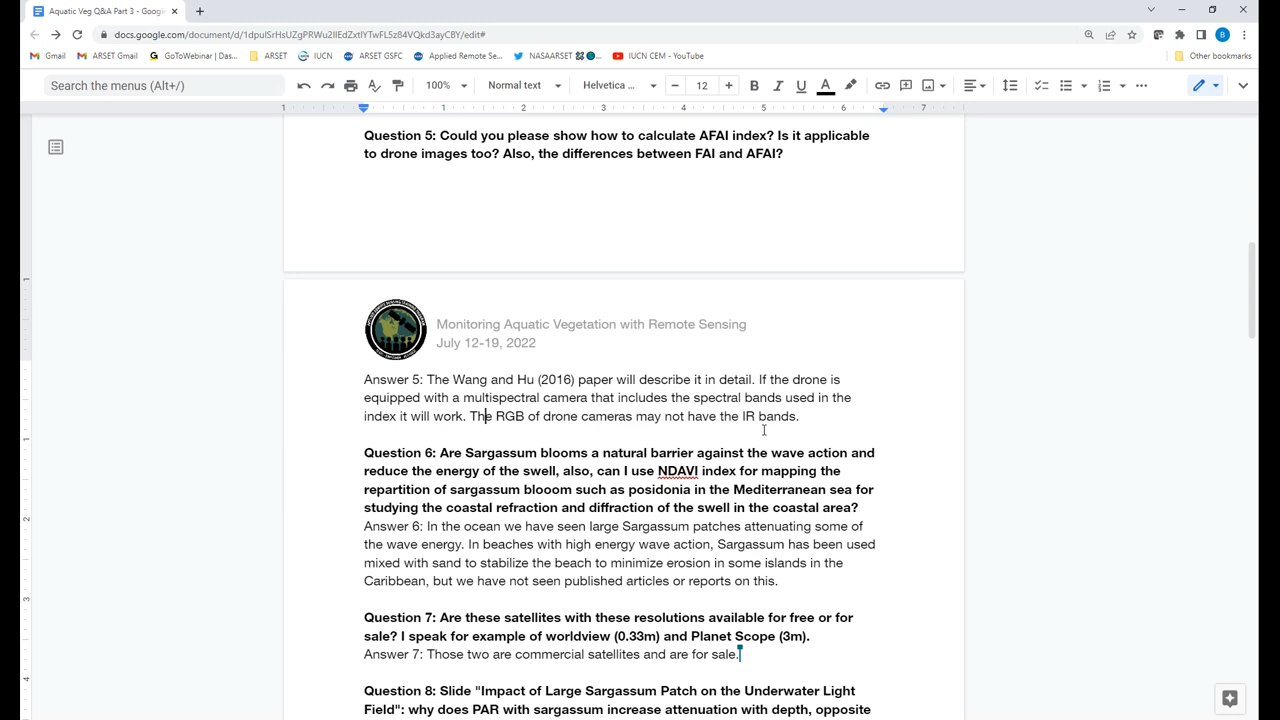 Aquatic Veg Q&A Part 3 - Googl
docs.google.com/document/d/1dpulSrHsUZgPRWu2IIEdZxtIYTwFL5z84VQkd3ayCBY/edit#
B
Gmail
ARSET Gmail
GoToWebinar | Das...
ARSET
IUCN
ARSET GSFC
Applied Remote Se...
NASAARSET
IUCN CEM - YouTube
Other bookmarks
Search the menus (Alt+/)
100%
Normal text
Helvetica ...
12
B I U A
1 1 2 3 4 5 6 7
Question 5: Could you please show how to calculate AFAI index? Is it applicable
to drone images too? Also, the differences between FAI and AFAI?
Monitoring Aquatic Vegetation with Remote Sensing
July 12-19, 2022
Answer 5: The Wang and Hu (2016) paper will describe it in detail. If the drone is
equipped with a multispectral camera that includes the spectral bands used in the
index it will work. The RGB of drone cameras may not have the IR bands.
Question 6: Are Sargassum blooms a natural barrier against the wave action and
reduce the energy of the swell, also, can I use NDAVI index for mapping the
repartition of sargassum blooom such as posidonia in the Mediterranean sea for
studying the coastal refraction and diffraction of the swell in the coastal area?
Answer 6: In the ocean we have seen large Sargassum patches attenuating some of
the wave energy. In beaches with high energy wave action, Sargassum has been used
mixed with sand to stabilize the beach to minimize erosion in some islands in the
Caribbean, but we have not seen published articles or reports on this.
Question 7: Are these satellites with these resolutions available for free or for
sale? I speak for example of worldview (0.33m) and Planet Scope (3m).
Answer 7: Those two are commercial satellites and are for sale.
Question 8: Slide "Impact of Large Sargassum Patch on the Underwater Light
Field": why does PAR with sargassum increase attenuation with depth, opposite